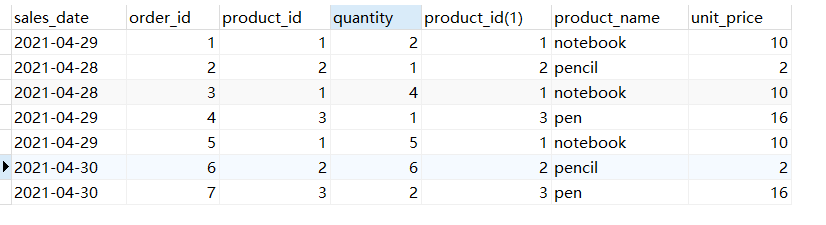 sales_date order_id product_id quantity product_id(1) product_name unit_price
2021-04-29 1 1 2 1 notebook 10
2021-04-28 2 2 1 2 pencil 2
2021-04-28 3 1 4 1 notebook 10
2021-04-29 4 3 1 3 pen 16
2021-04-29 5 1 5 1 notebook 10
2021-04-30 6 2 6 2 pencil 2
2021-04-30 7 3 2 3 pen 16